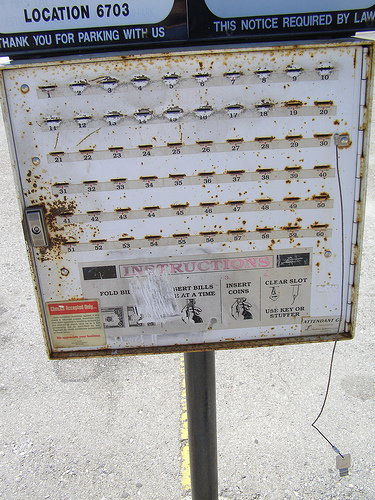 LOCATION 6703
THANK YOU FOR PARKING WITH US
THIS NOTICE REQUIRED BY LAW
1 2 3 4 5 6 7 8 9 10
11 12 13 14 15 16 17 18 19 20
21 22 23 24 25 26 27 28 29 30
31 32 33 34 35 36 37 38 39 40
41 42 43 44 45 46 47 48 49 50
51 52 53 54 55 56 57 58 59 60
INSTRUCTIONS
FOLD BIL
SERT BILLS
E AT A TIME
INSERT
COINS
CLEAR SLOT
USE KEY OR
STUFFER
Accepted Only
ATTENDANT